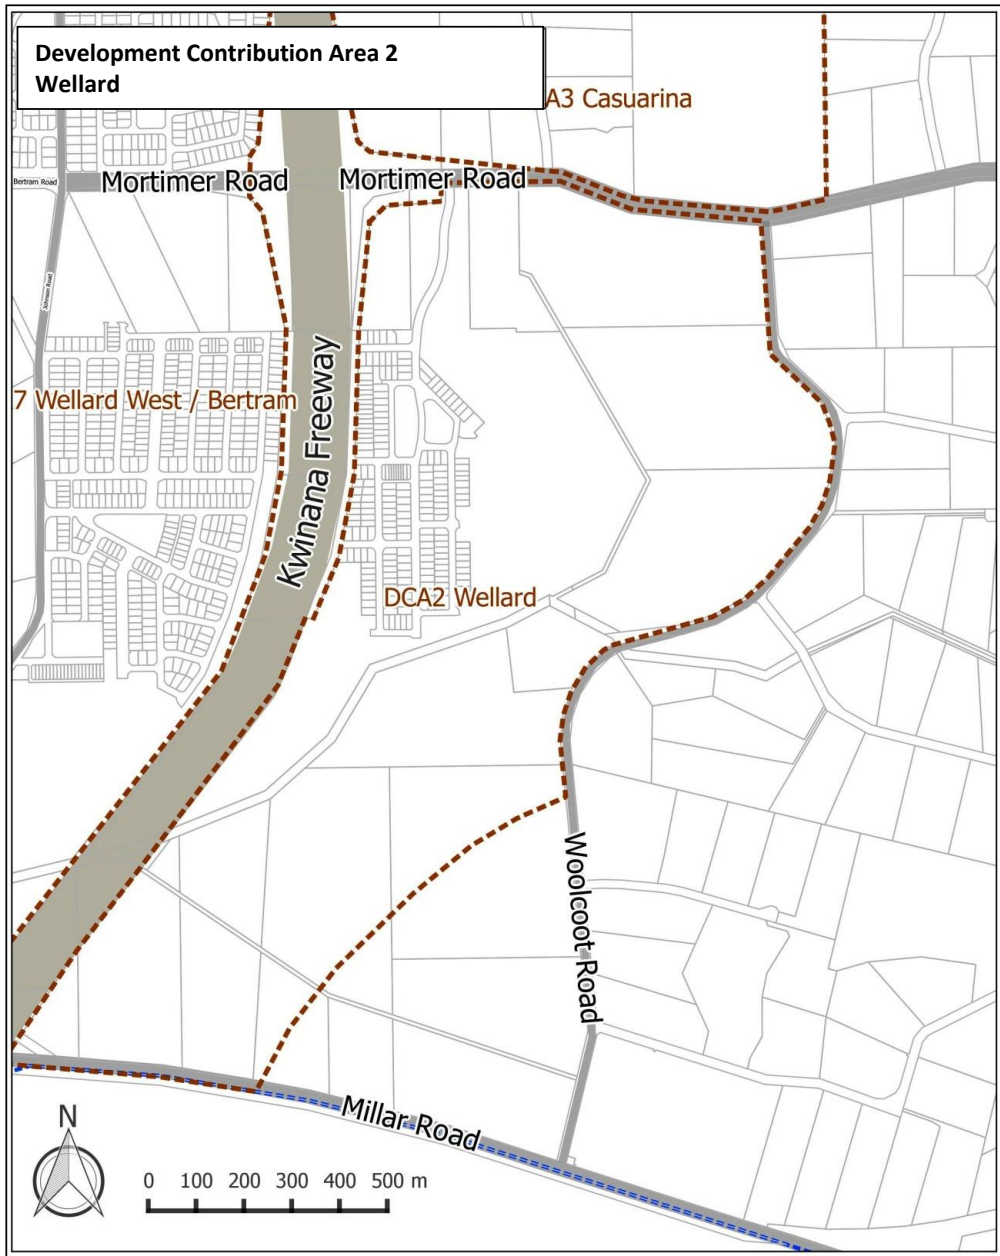 Development Contribution Area 2
Wellard
A3 Casuarina
Bertram Road
Mortimer Road
Mortimer Road
Johnson Road
7 Wellard West / Bertram
Kwinana Freeway
DCA2 Wellard
Woolcoot Road
Millar Road
N
0 100 200 300 400 500 m